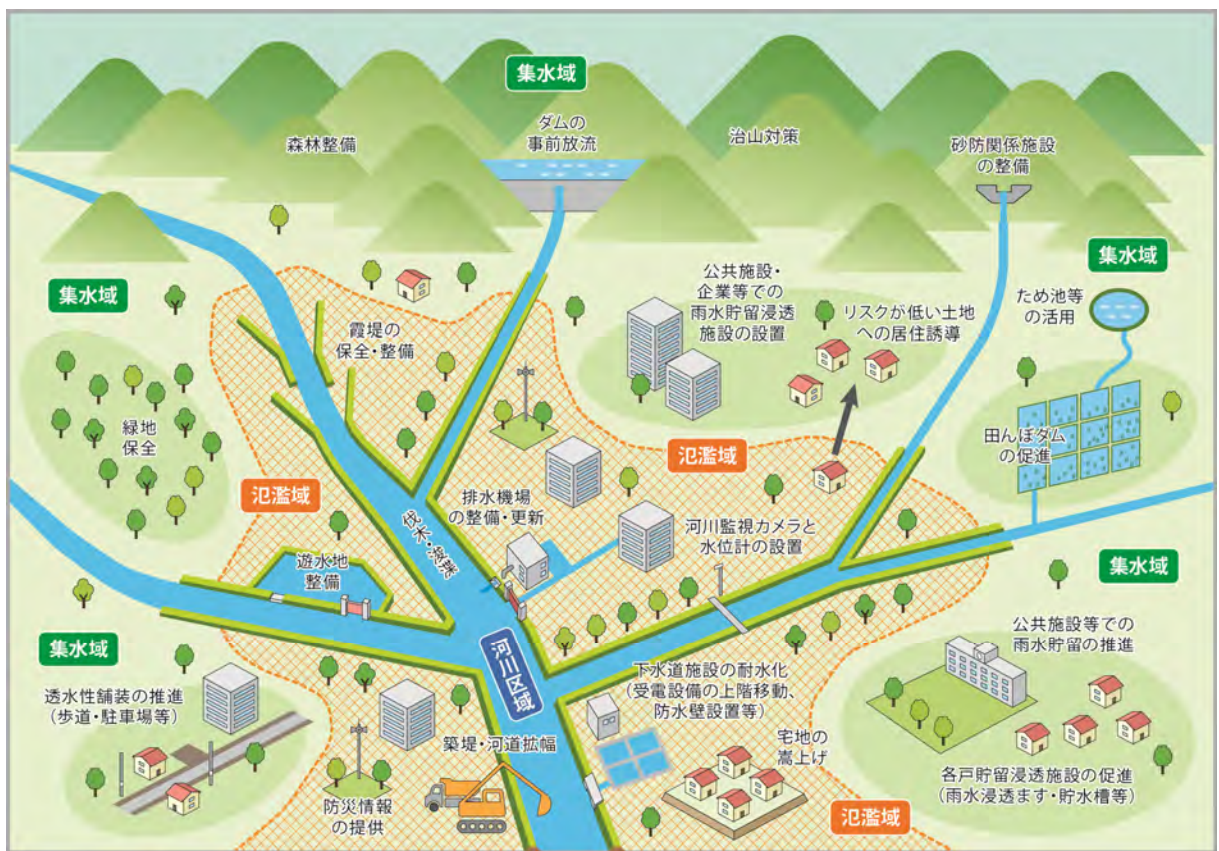 集水域
森林整備
ダムの
事前放流
治山対策
砂防関係施設
の整備
集水域
集水域
公共施設・
企業等での
雨水貯留浸透
施設の設置
リスクが低い土地
への居住誘導
ため池等
の活用
霞堤の
保全・整備
緑地
保全
氾濫域
氾濫域
田んぼダム
の促進
排水機場
の整備・更新
伐木・浚渫
河川監視カメラと
水位計の設置
遊水地
整備
集水域
集水域
河川区域
公共施設等での
雨水貯留の推進
透水性舗装の推進
（歩道・駐車場等）
下水道施設の耐水化
（受電設備の上階移動、
防水壁設置等）
築堤・河道拡幅
宅地の
嵩上げ
各戸貯留浸透施設の促進
（雨水浸透ます・貯水槽等）
防災情報
の提供
氾濫域